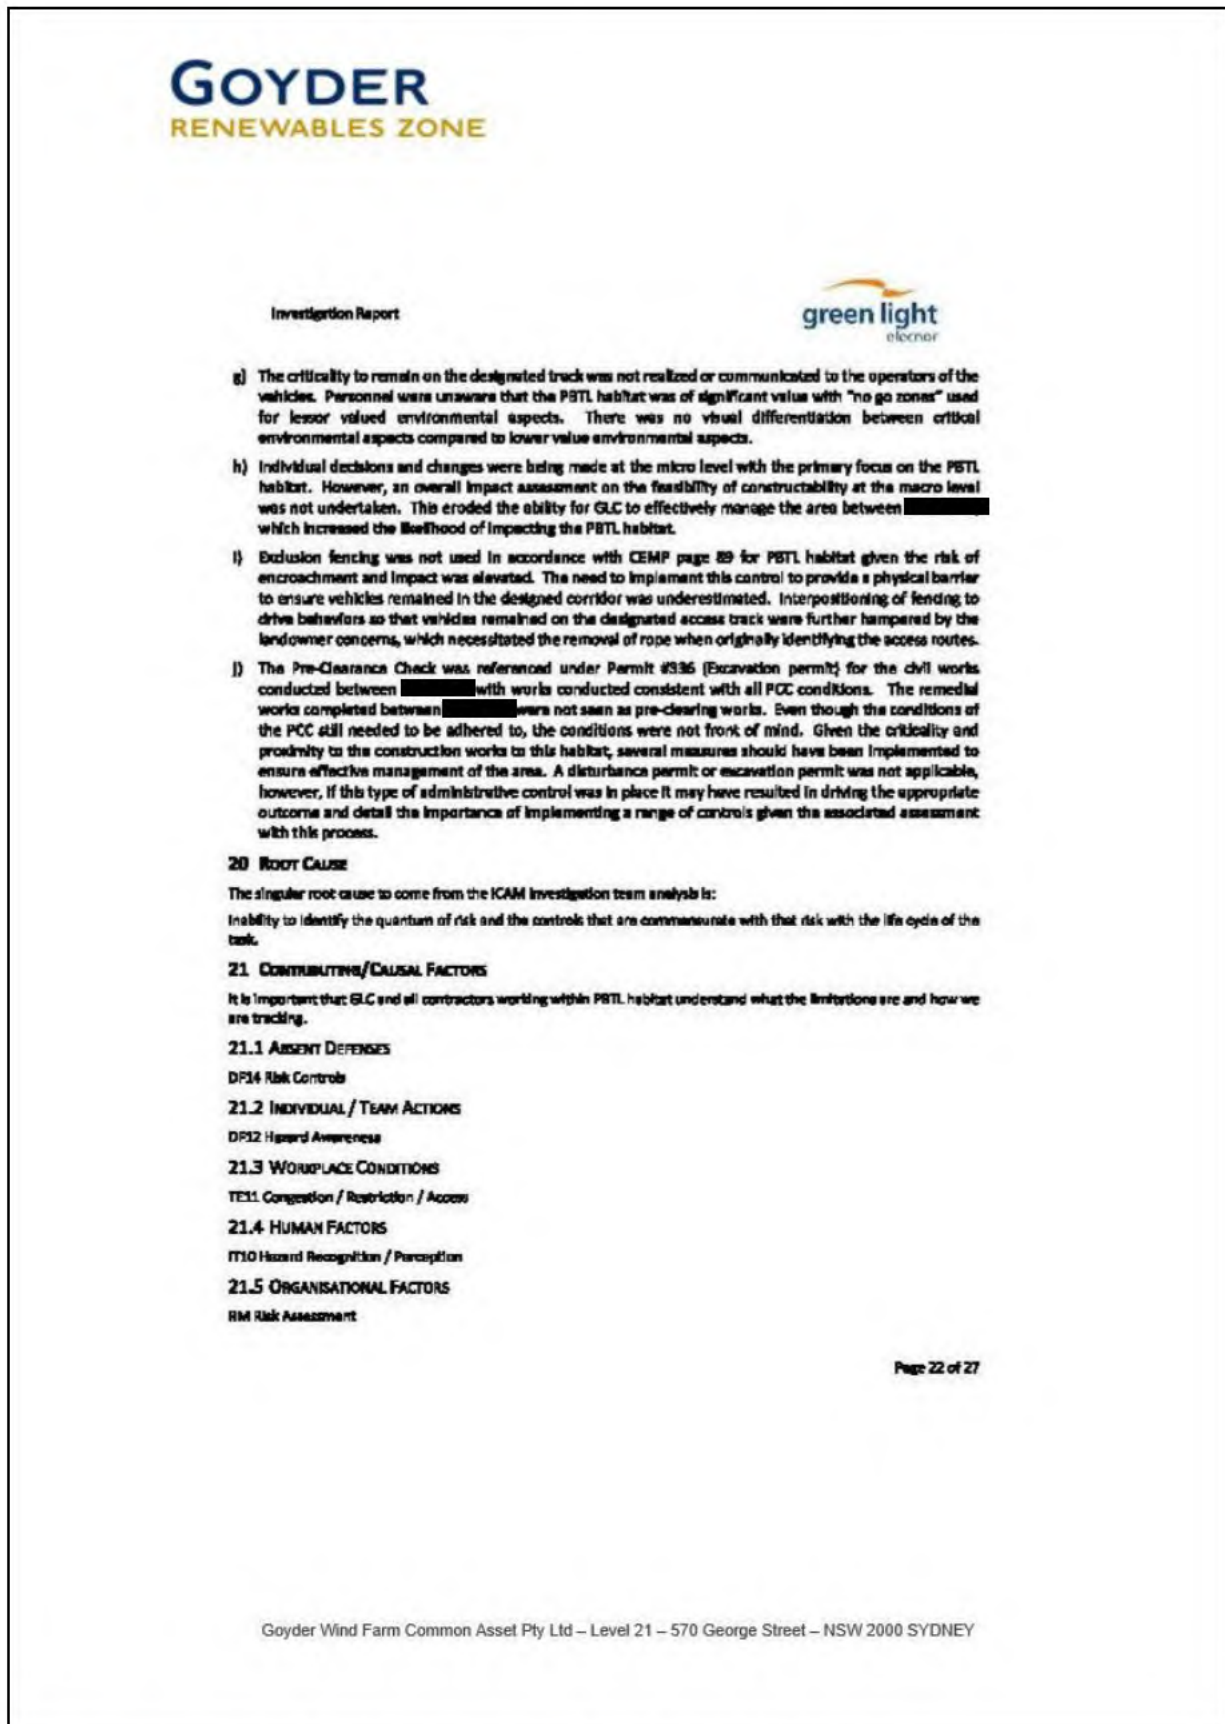 GOYDER
RENEWABLES ZONE
Investigation Report
green light
elecnor
g) The criticality to remain on the designated track was not realized or communicated to the operators of the
vehicles. Personnel were unaware that the PBTL habitat was of significant value with "no go zones" used
for lessor valued environmental aspects. There was no visual differentiation between critical
environmental aspects compared to lower value environmental aspects.
h) Individual decisions and changes were being made at the micro level with the primary focus on the PBTL
habitat. However, an overall impact assessment on the feasibility of constructability at the macro level
was not undertaken. This eroded the ability for GLC to effectively manage the area between
which increased the likelihood of impacting the PBTL habitat.
i) Exclusion fencing was not used in accordance with CEMP page 89 for PBTL habitat given the risk of
encroachment and impact was elevated. The need to implement this control to provide a physical barrier
to ensure vehicles remained in the designed corridor was underestimated. Interpositioning of fencing to
drive behaviors so that vehicles remained on the designated access track were further hampered by the
landowner concerns, which necessitated the removal of rope when originally identifying the access routes.
j) The Pre-Clearance Check was referenced under Permit #336 (Excavation permit) for the civil works
conducted between with works conducted consistent with all PCC conditions. The remedial
works completed between were not seen as pre-clearing works. Even though the conditions of
the PCC still needed to be adhered to, the conditions were not front of mind. Given the criticality and
proximity to the construction works to this habitat, several measures should have been implemented to
ensure effective management of the area. A disturbance permit or excavation permit was not applicable,
however, if this type of administrative control was in place it may have resulted in driving the appropriate
outcome and detail the importance of implementing a range of controls given the associated assessment
with this process.
20 ROOT CAUSE
The singular root cause to come from the ICAM investigation team analysis is:
Inability to identify the quantum of risk and the controls that are commensurate with that risk with the life cycle of the
task.
21 CONTRIBUTING/CAUSAL FACTORS
It is important that GLC and all contractors working within PBTL habitat understand what the limitations are and how we
are tracking.
21.1 ABSENT DEFENSES
DF14 Risk Controls
21.2 INDIVIDUAL / TEAM ACTIONS
DF12 Hazard Awareness
21.3 WORKPLACE CONDITIONS
TE11 Congestion / Restriction / Access
21.4 HUMAN FACTORS
IT10 Hazard Recognition / Perception
21.5 ORGANISATIONAL FACTORS
RM Risk Assessment
Page 22 of 27
Goyder Wind Farm Common Asset Pty Ltd – Level 21 – 570 George Street – NSW 2000 SYDNEY